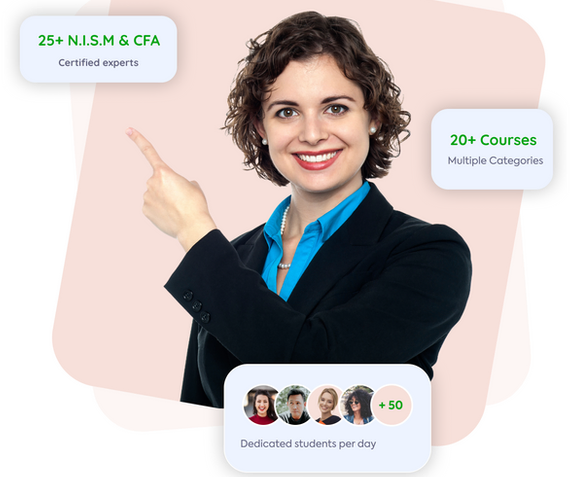 25+ N.I.S.M & CFA
Certified experts
20+ Courses
Multiple Categories
+ 50
Dedicated students per day